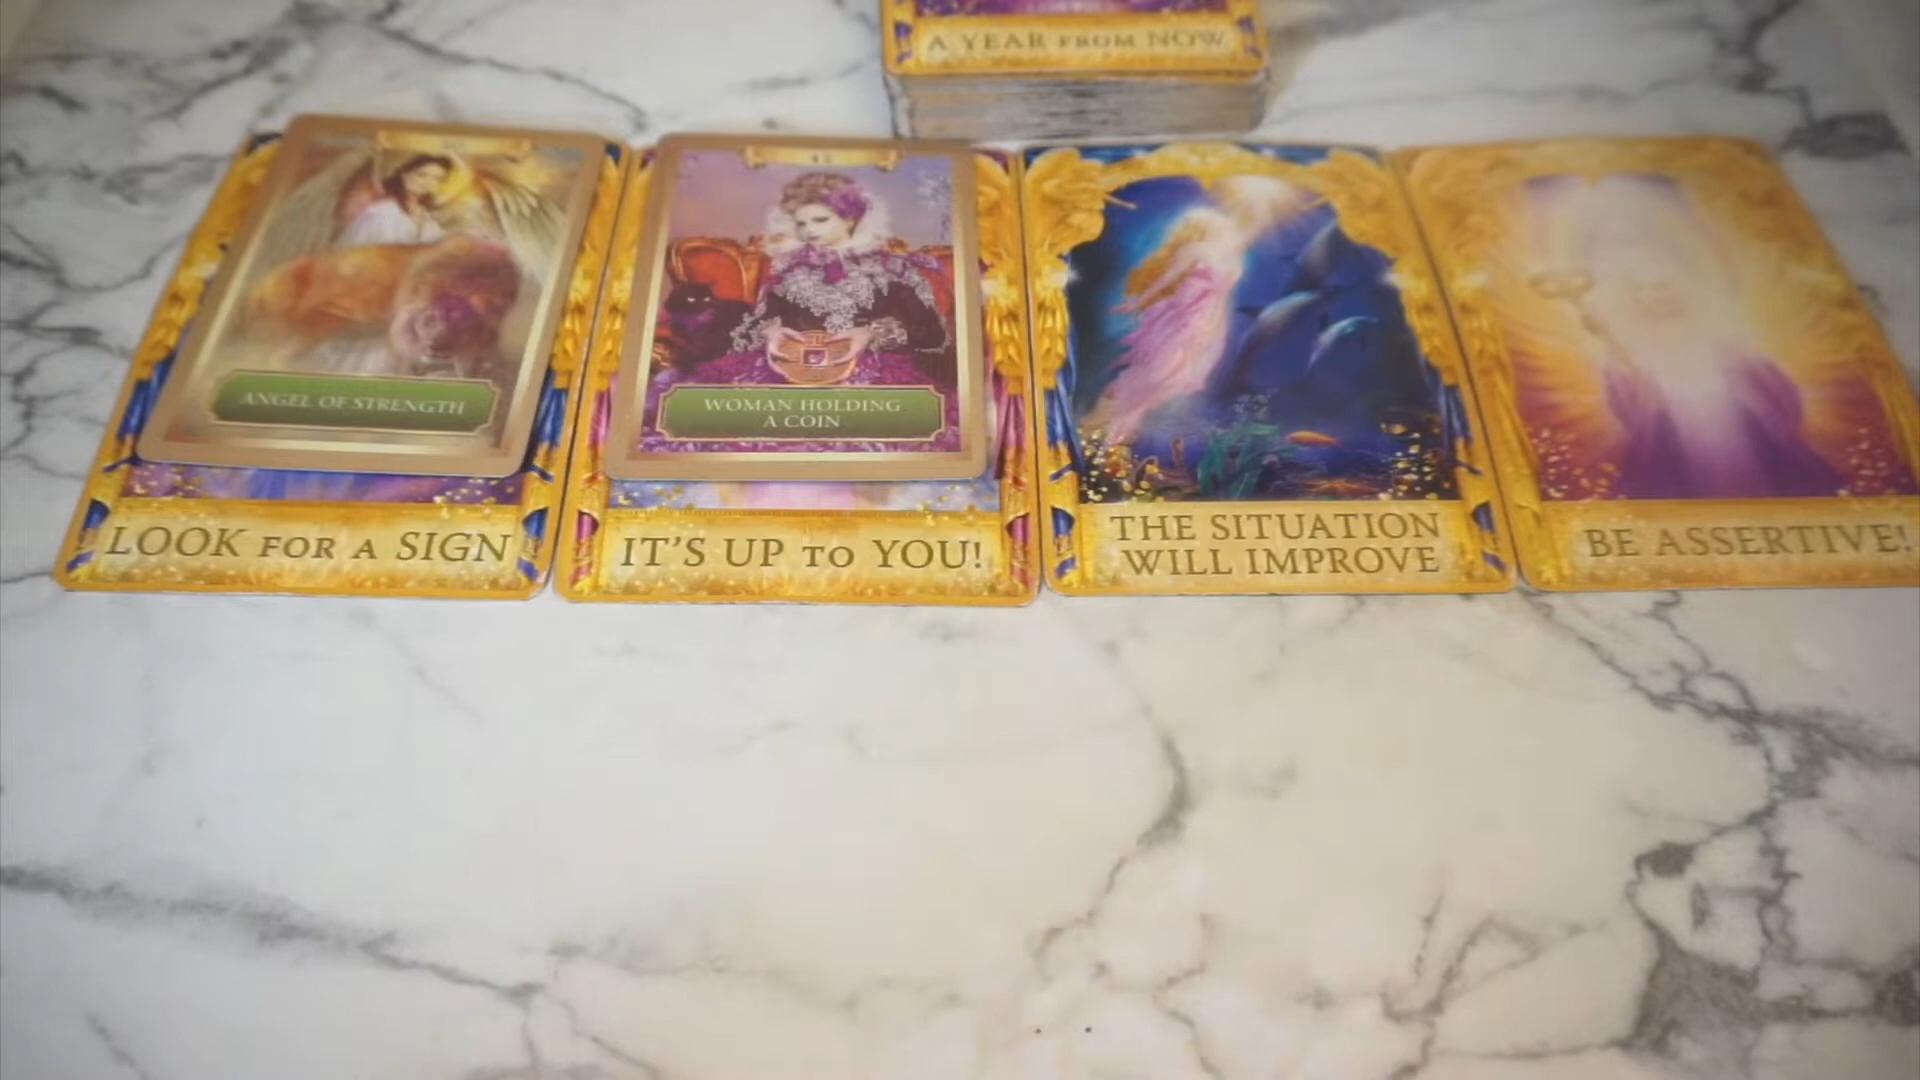 A YEAR FROM NOW
ANGEL OF STRENGTH
WOMAN HOLDING
A COIN
LOOK FOR A SIGN
IT'S UP TO YOU!
THE SITUATION
WILL IMPROVE
BE ASSERTIVE!